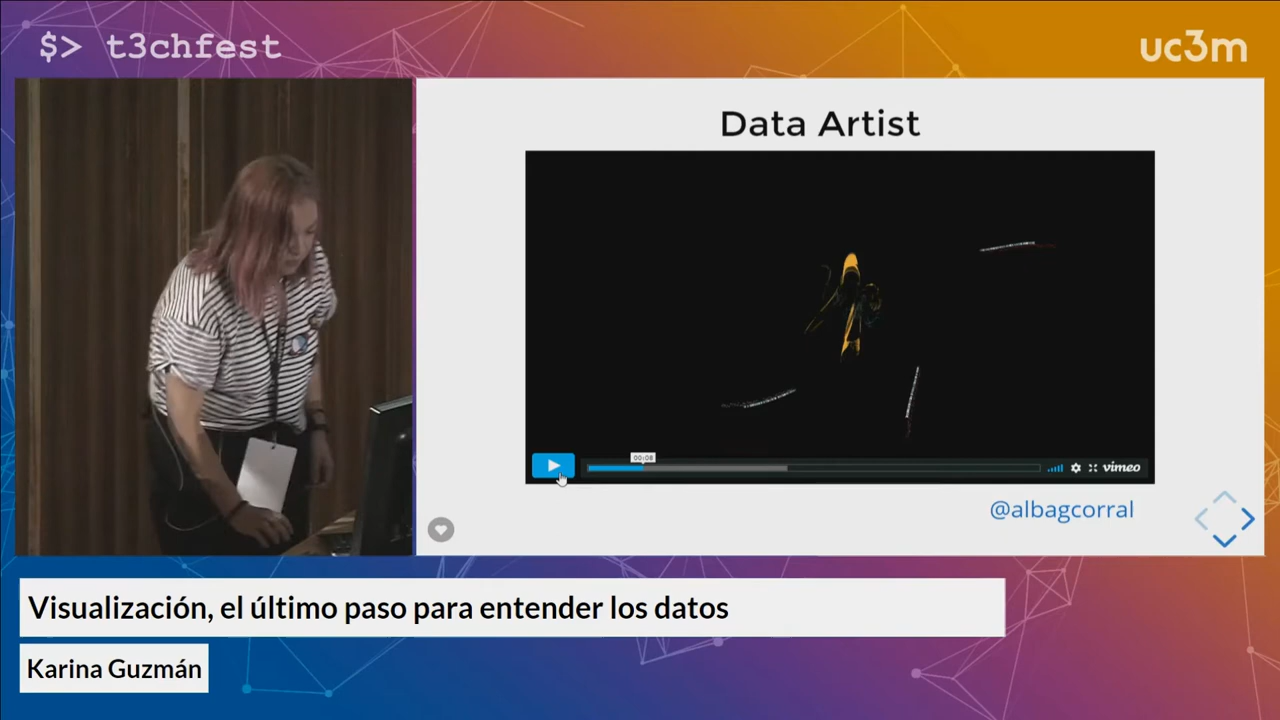 $> t3chfest
uc3m
Data Artist
00:08
vimeo
@albagcorral
Visualización, el último paso para entender los datos
Karina Guzmán